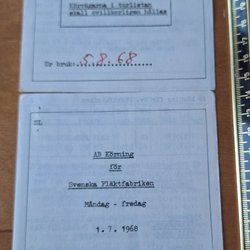 Körvägarna i turlistan
skall ovillkorligen hållas
Ur bruk: 5.8.68
AB Körning
för
Svenska Fläktfabriken
Måndag - fredag
1.7.1968